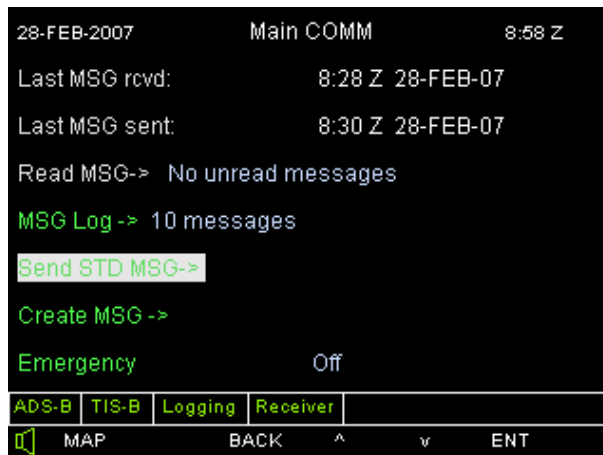 28-FEB-2007 Main COMM 8:58 Z
Last MSG rcvd: 8:28 Z 28-FEB-07
Last MSG sent: 8:30 Z 28-FEB-07
Read MSG-> No unread messages
MSG Log -> 10 messages
Send STD MSG->
Create MSG ->
Emergency Off
ADS-B TIS-B Logging Receiver
MAP BACK ^ v ENT